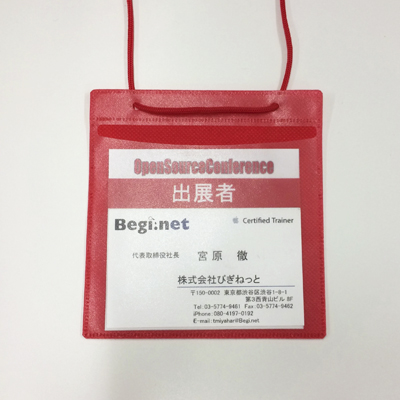 OpenSourceConference
出展者
Begi.net
Certified Trainer
代表取締役社長 宮原 徹
株式会社びぎねっと
〒150-0002 東京都渋谷区渋谷1-8-1
第3西青山ビル 8F
Tel:03-5774-9461 Fax:03-5774-9462
iPhone:080-4197-0192
E-mail:tmiyahar@Begi.net